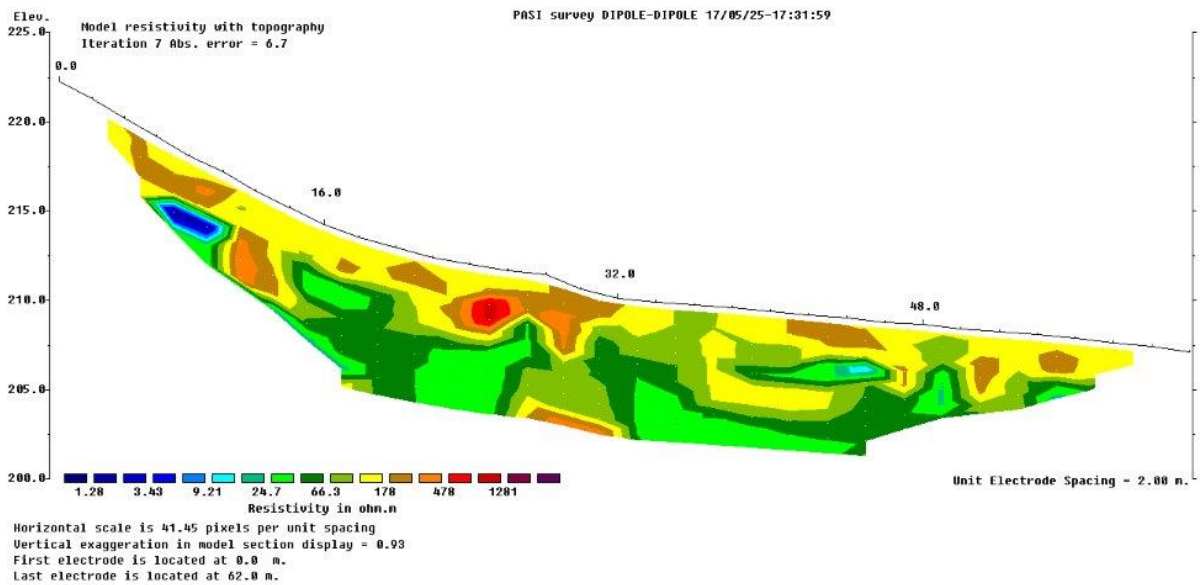 Elev.
PASI survey DIPOLE-DIPOLE 17/05/25-17:31:59
225.0
Model resistivity with topography
Iteration 7 Abs. error = 6.7
0.0
220.0
16.0
215.0
32.0
210.0
48.0
205.0
200.0
1.28 3.43 9.21 24.7 66.3 178 478 1281
Unit Electrode Spacing = 2.00 m.
Resistivity in ohm.m
Horizontal scale is 41.45 pixels per unit spacing
Vertical exaggeration in model section display = 0.93
First electrode is located at 0.0 m.
Last electrode is located at 62.0 m.